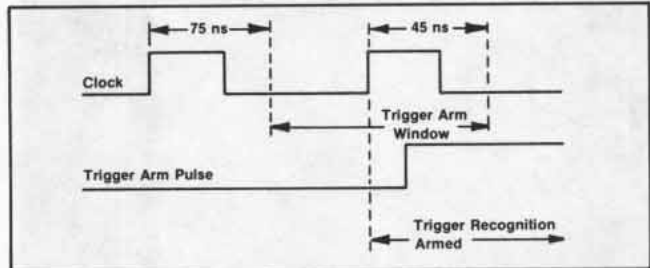 75 ns
45 ns
Clock
Trigger Arm
Window
Trigger Arm Pulse
Trigger Recognition
Armed